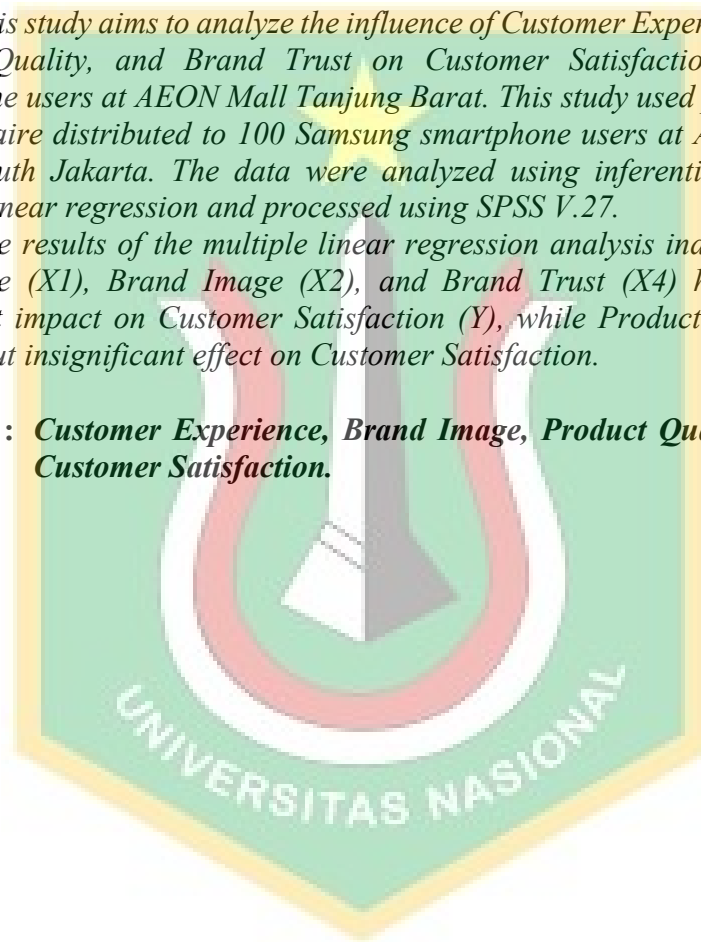 is study aims to analyze the influence of Customer Exper
Quality, and Brand Trust on Customer Satisfactio
ne users at AEON Mall Tanjung Barat. This study used
aire distributed to 100 Samsung smartphone users at A
uth Jakarta. The data were analyzed using inferenti
near regression and processed using SPSS V.27.
e results of the multiple linear regression analysis ind
e (X1), Brand Image (X2), and Brand Trust (X4) h
t impact on Customer Satisfaction (Y), while Product
ut insignificant effect on Customer Satisfaction.
: Customer Experience, Brand Image, Product Qu
Customer Satisfaction.
UNIVERSITAS NASIONAL